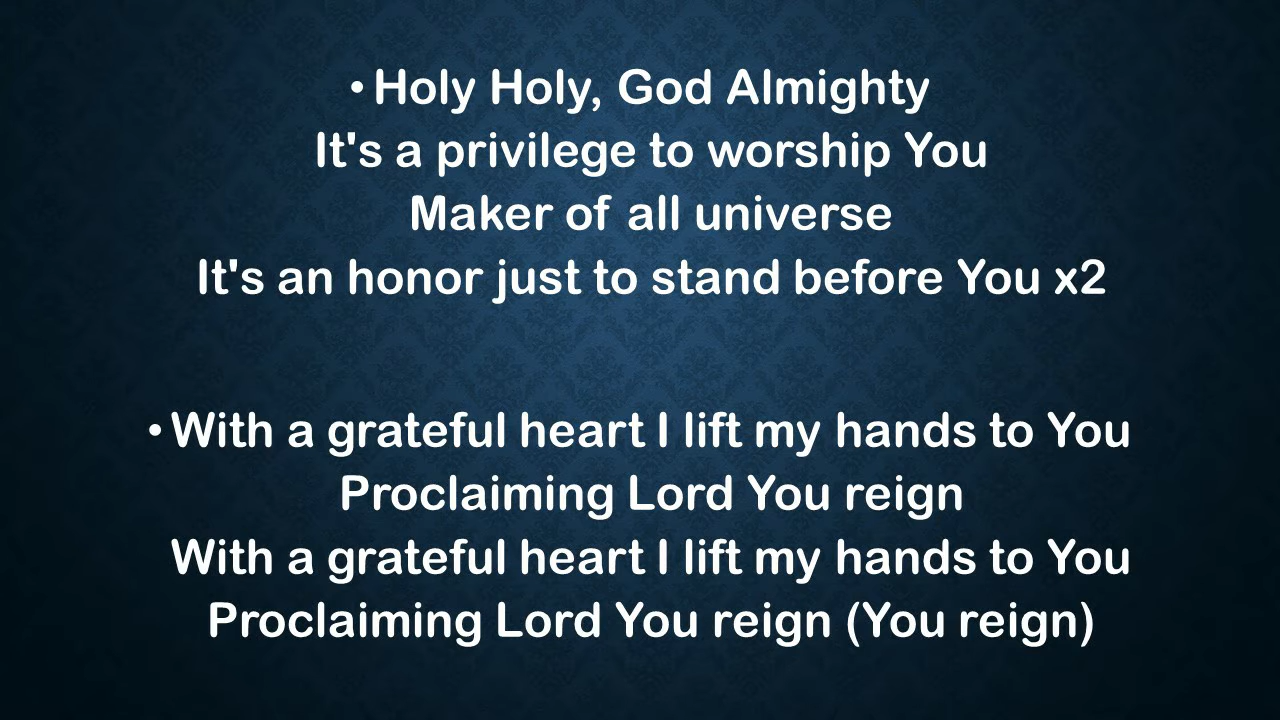 • Holy Holy, God Almighty
It's a privilege to worship You
Maker of all universe
It's an honor just to stand before You x2
• With a grateful heart I lift my hands to You
Proclaiming Lord You reign
With a grateful heart I lift my hands to You
Proclaiming Lord You reign (You reign)